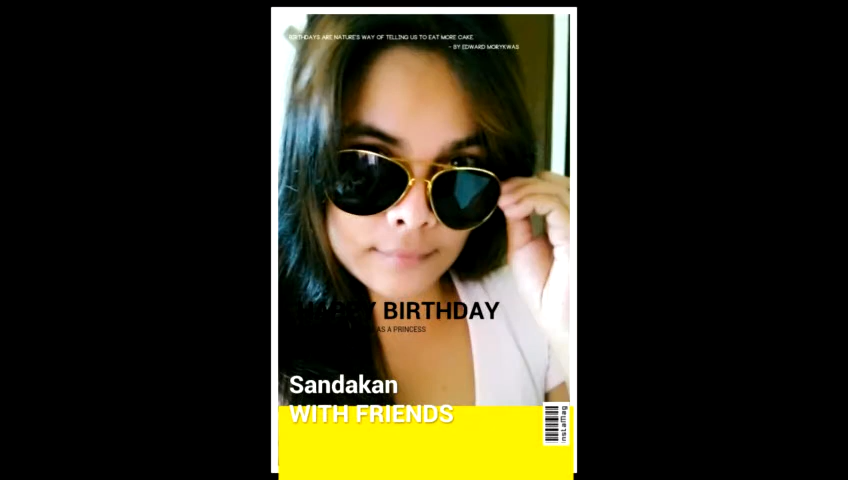 BIRTHDAYS ARE NATURE'S WAY OF TELLING US TO EAT MORE CAKE
- BY EDWARD MORYKWAS
HAPPY BIRTHDAY
AS A PRINCESS
Sandakan
WITH FRIENDS
InstaMag